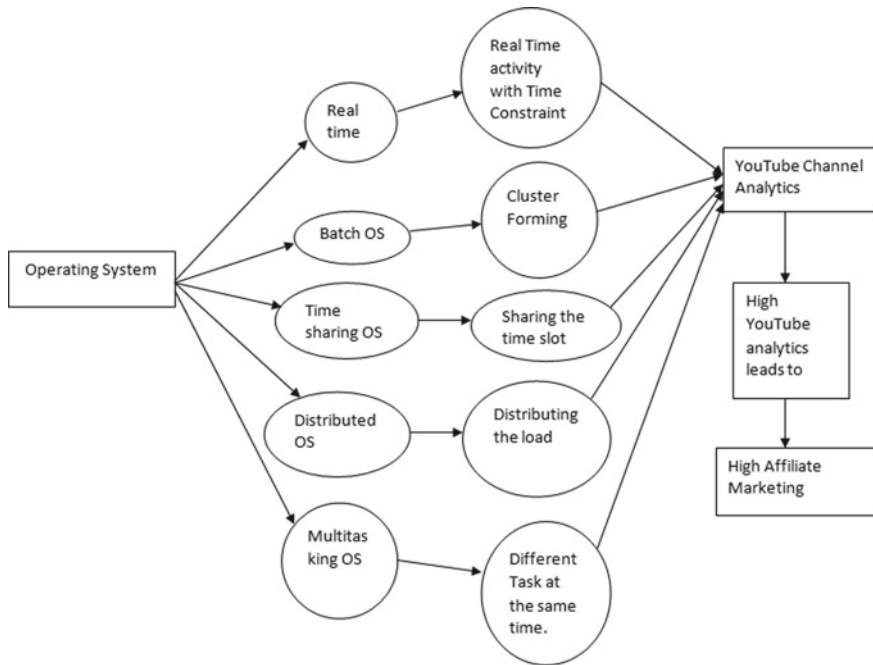 Real Time
activity
with Time
Constraint
Real
time
YouTube Channel
Analytics
Cluster
Forming
Batch OS
Operating System
Time
sharing OS
Sharing the
time slot
High
YouTube
analytics
leads to
Distributed
OS
Distributing
the load
High Affiliate
Marketing
Multitas
king OS
Different
Task at
the same
time.